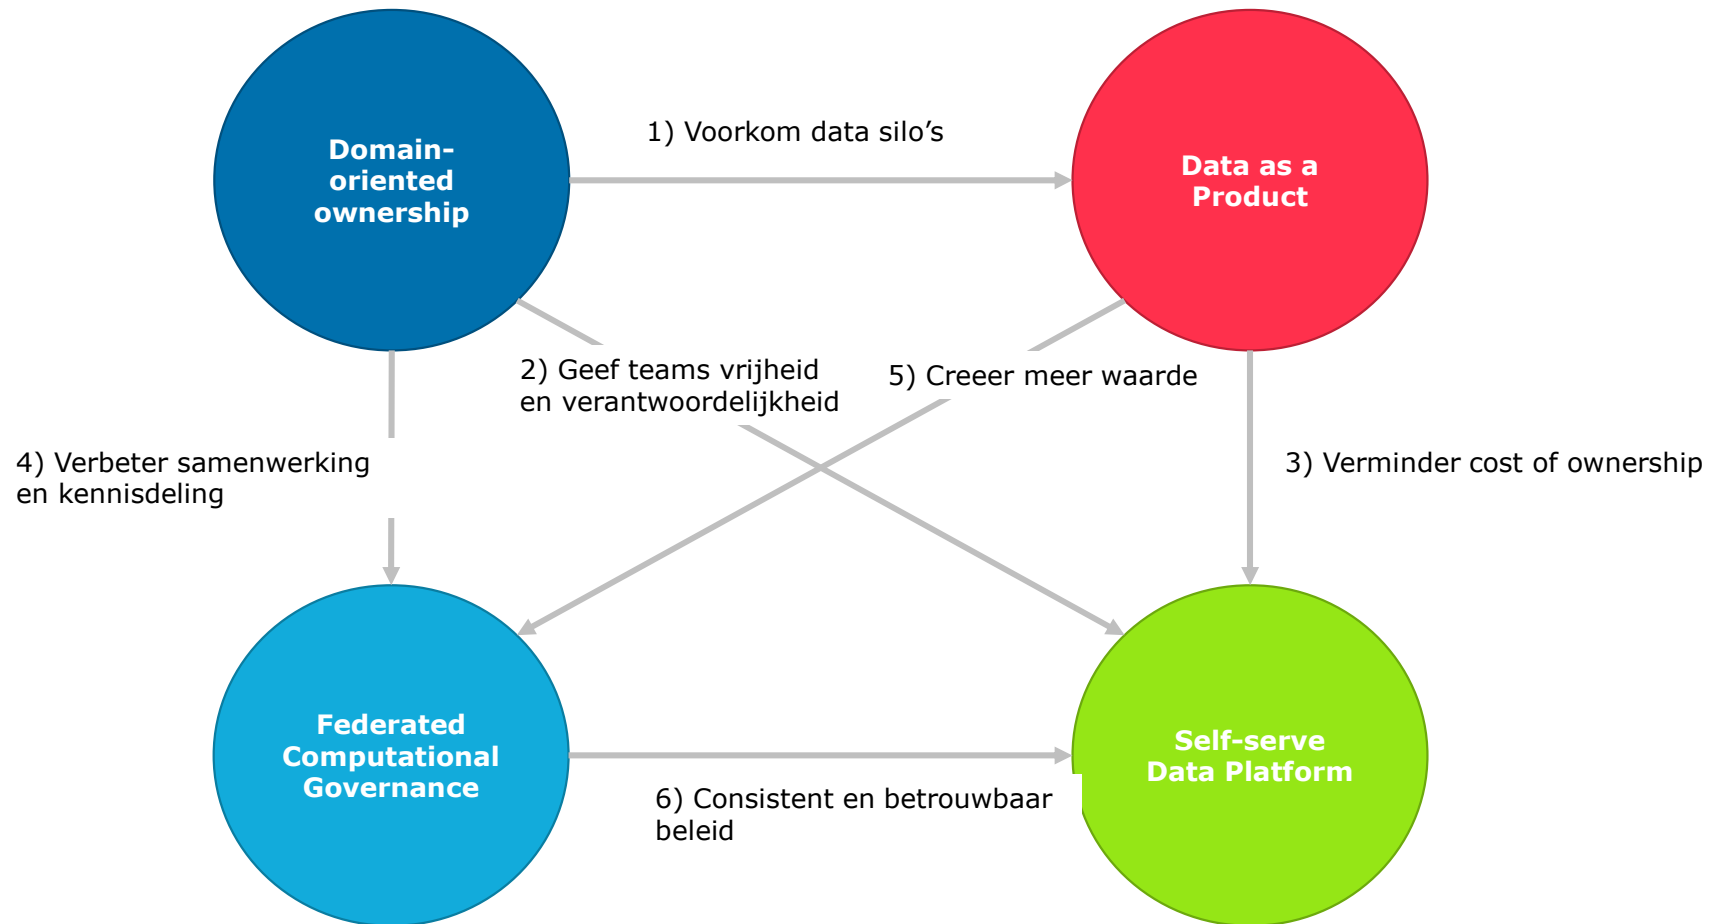 Domain-
oriented
ownership
1) Voorkom data silo’s
Data as a
Product
2) Geef teams vrijheid
en verantwoordelijkheid
5) Creeer meer waarde
4) Verbeter samenwerking
en kennisdeling
3) Verminder cost of ownership
Federated
Computational
Governance
6) Consistent en betrouwbaar
beleid
Self-serve
Data Platform